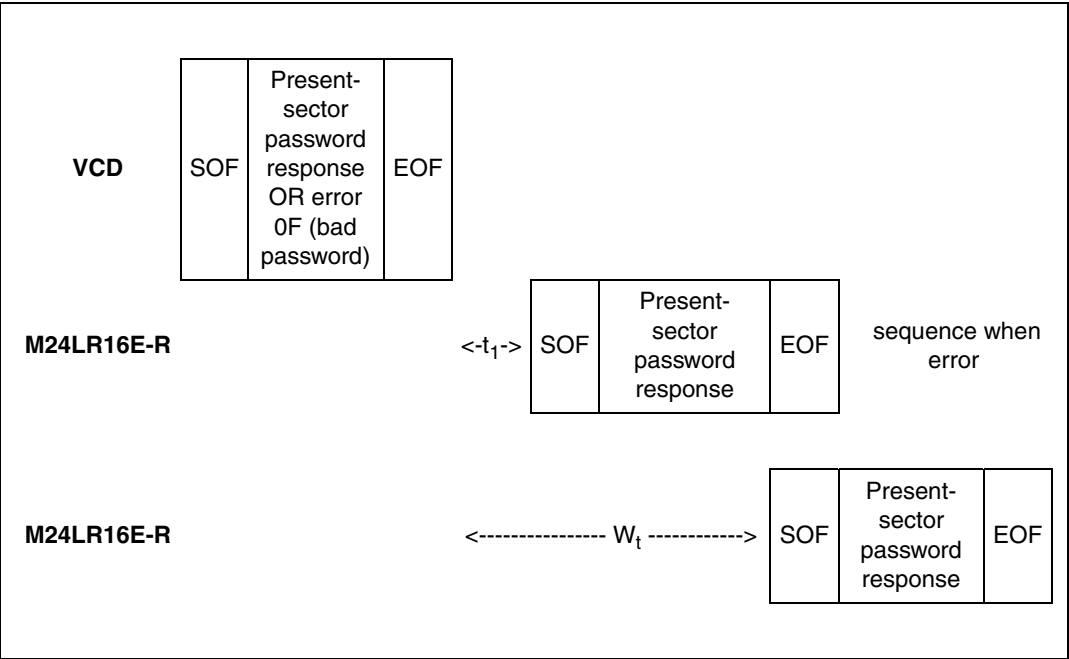 Present-
sector
password
response
OR error
0F (bad
password)
VCD
SOF
EOF
M24LR16E-R
<-t1->
SOF
Present-
sector
password
response
EOF
sequence when
error
M24LR16E-R
<---------------- Wt ------------>
SOF
Present-
sector
password
response
EOF